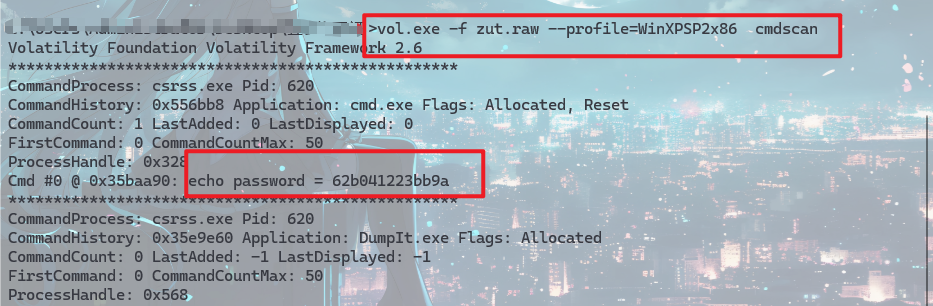 >vol.exe -f zut.raw --profile=WinXPSP2x86  cmdscan
Volatility Foundation Volatility Framework 2.6
**************************************************
CommandProcess: csrss.exe Pid: 620
CommandHistory: 0x556bb8 Application: cmd.exe Flags: Allocated, Reset
CommandCount: 1 LastAdded: 0 LastDisplayed: 0
FirstCommand: 0 CommandCountMax: 50
ProcessHandle: 0x328
Cmd #0 @ 0x35baa90: echo password = 62b041223bb9a
**************************************************
CommandProcess: csrss.exe Pid: 620
CommandHistory: 0x35e9e60 Application: DumpIt.exe Flags: Allocated
CommandCount: 0 LastAdded: -1 LastDisplayed: -1
FirstCommand: 0 CommandCountMax: 50
ProcessHandle: 0x568